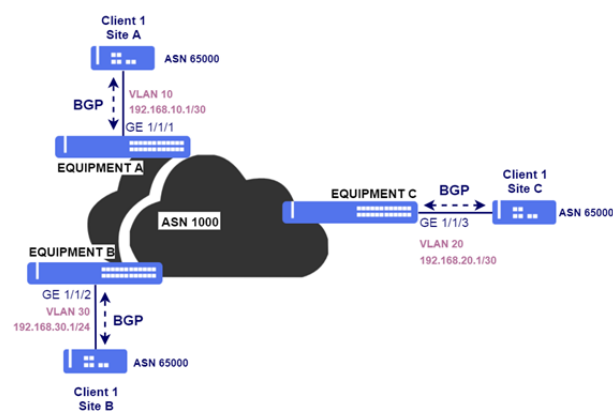 Client 1
Site A
ASN 65000
BGP
VLAN 10
192.168.10.1/30
GE 1/1/1
EQUIPMENT A
ASN 1000
EQUIPMENT C
BGP
Client 1
Site C
ASN 65000
GE 1/1/3
VLAN 20
192.168.20.1/30
EQUIPMENT B
GE 1/1/2
VLAN 30
192.168.30.1/24
BGP
ASN 65000
Client 1
Site B